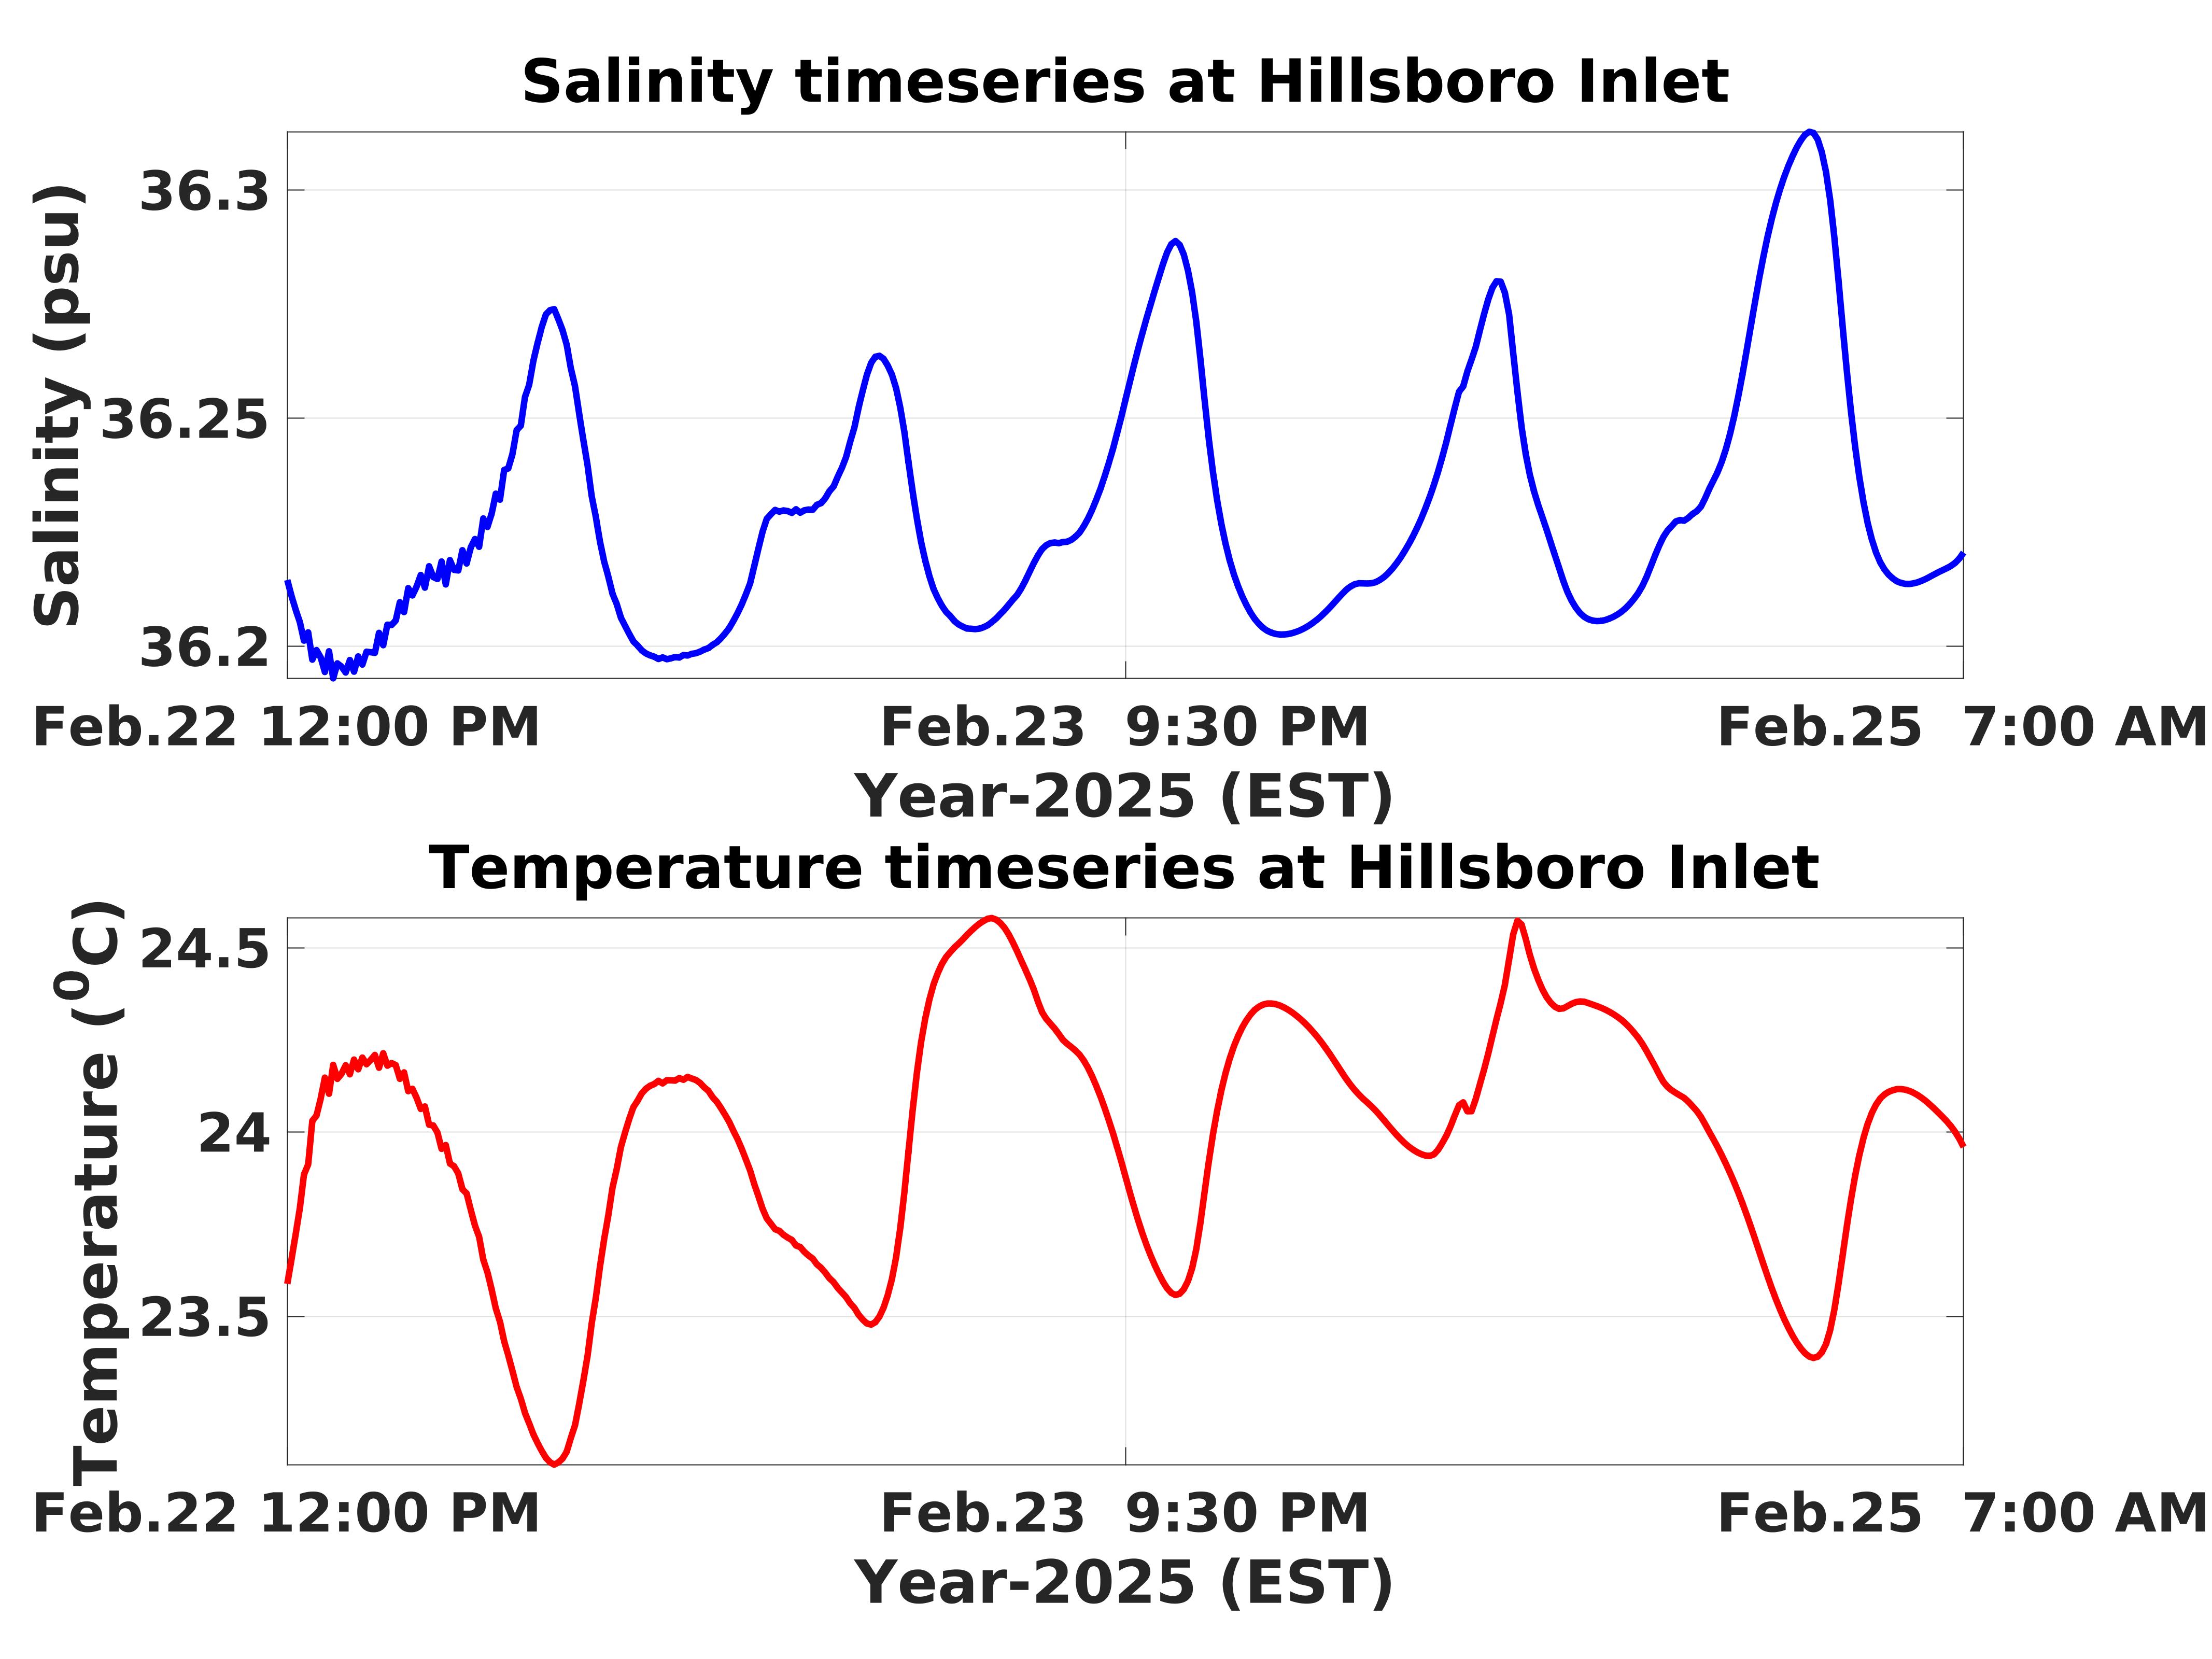 Salinity timeseries at Hillsboro Inlet
Salinity (psu)
36.3
36.25
36.2
Feb.22 12:00 PM Feb.23  9:30 PM Feb.25  7:00 AM
Year-2025 (EST)
Temperature timeseries at Hillsboro Inlet
Temperature (⁰C)
24.5
24
23.5
Feb.22 12:00 PM Feb.23  9:30 PM Feb.25  7:00 AM
Year-2025 (EST)